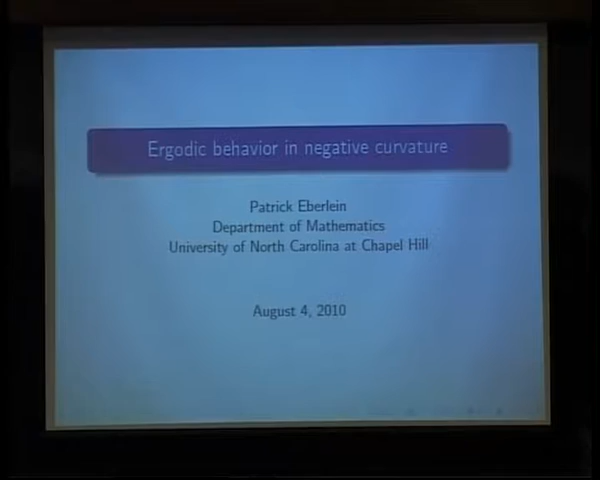 Ergodic behavior in negative curvature
Patrick Eberlein
Department of Mathematics
University of North Carolina at Chapel Hill
August 4, 2010